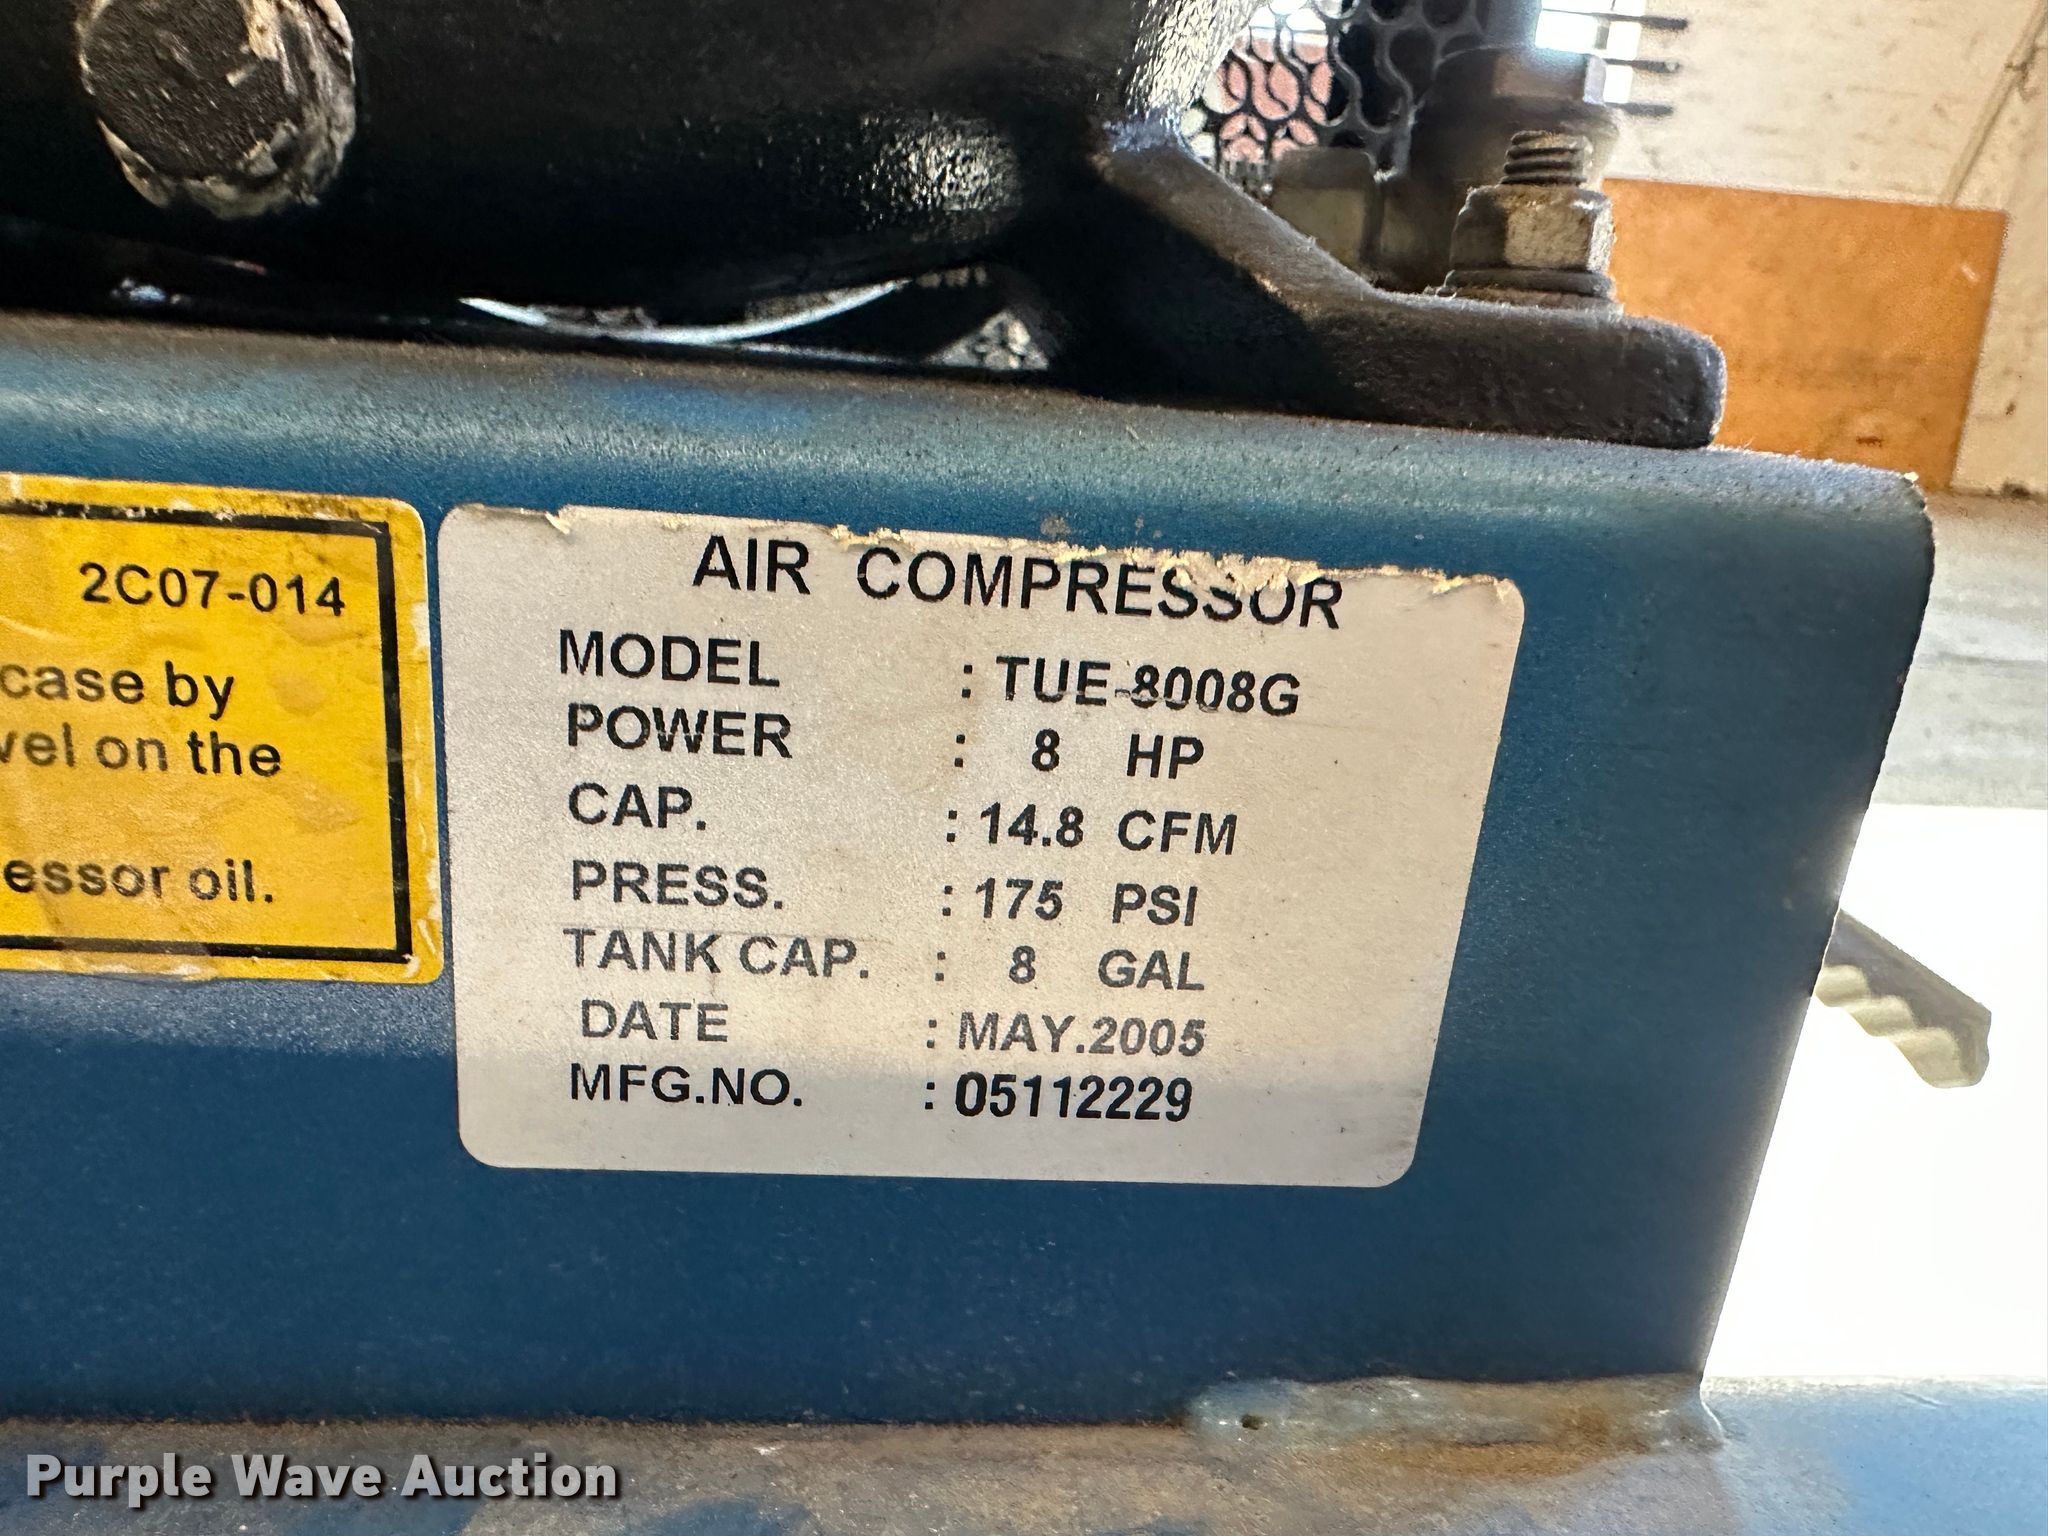 2C07-014
case by
vel on the
essor oil.
AIR COMPRESSOR
MODEL : TUE-8008G
POWER : 8 HP
CAP. : 14.8 CFM
PRESS. : 175 PSI
TANK CAP. : 8 GAL
DATE : MAY.2005
MFG.NO. : 05112229
Purple Wave Auction